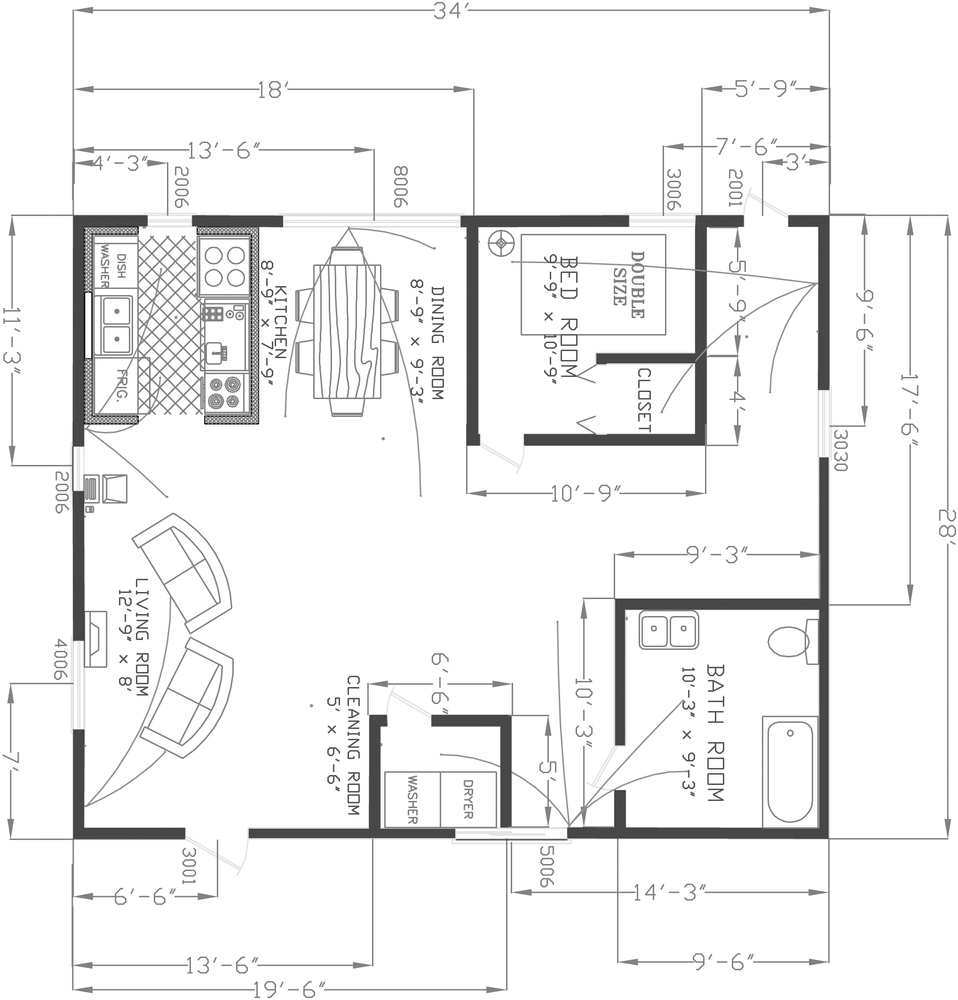 34'
18'
5'-9"
13'-6"
7'-6"
4'-3"
3'
2006
8006
3006
2001
11'-3"
DISH
WASHER
FRIG.
KITCHEN
8'-9" × 7'-9"
DINING ROOM
8'-9" × 9'-3"
BED ROOM
9'-9" × 10'-9"
DOUBLE
SIZE
CLOSET
5'-9"
4'
9'-6"
17'-6"
28'
3030
2006
10'-9"
9'-3"
LIVING ROOM
12'-9" × 8'
4006
7'
CLEANING ROOM
5' × 6'-6"
6'-6"
WASHER
DRYER
5'
10'-3"
BATH ROOM
10'-3" × 9'-3"
3001
5006
6'-6"
14'-3"
13'-6"
9'-6"
19'-6"